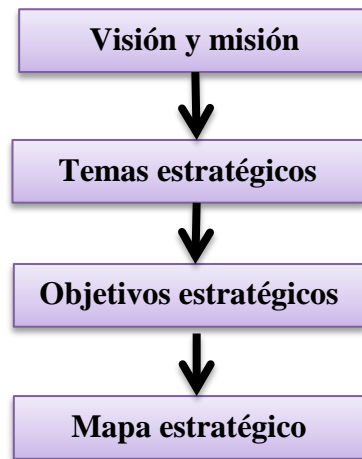 Visión y misión
Temas estratégicos
Objetivos estratégicos
Mapa estratégico